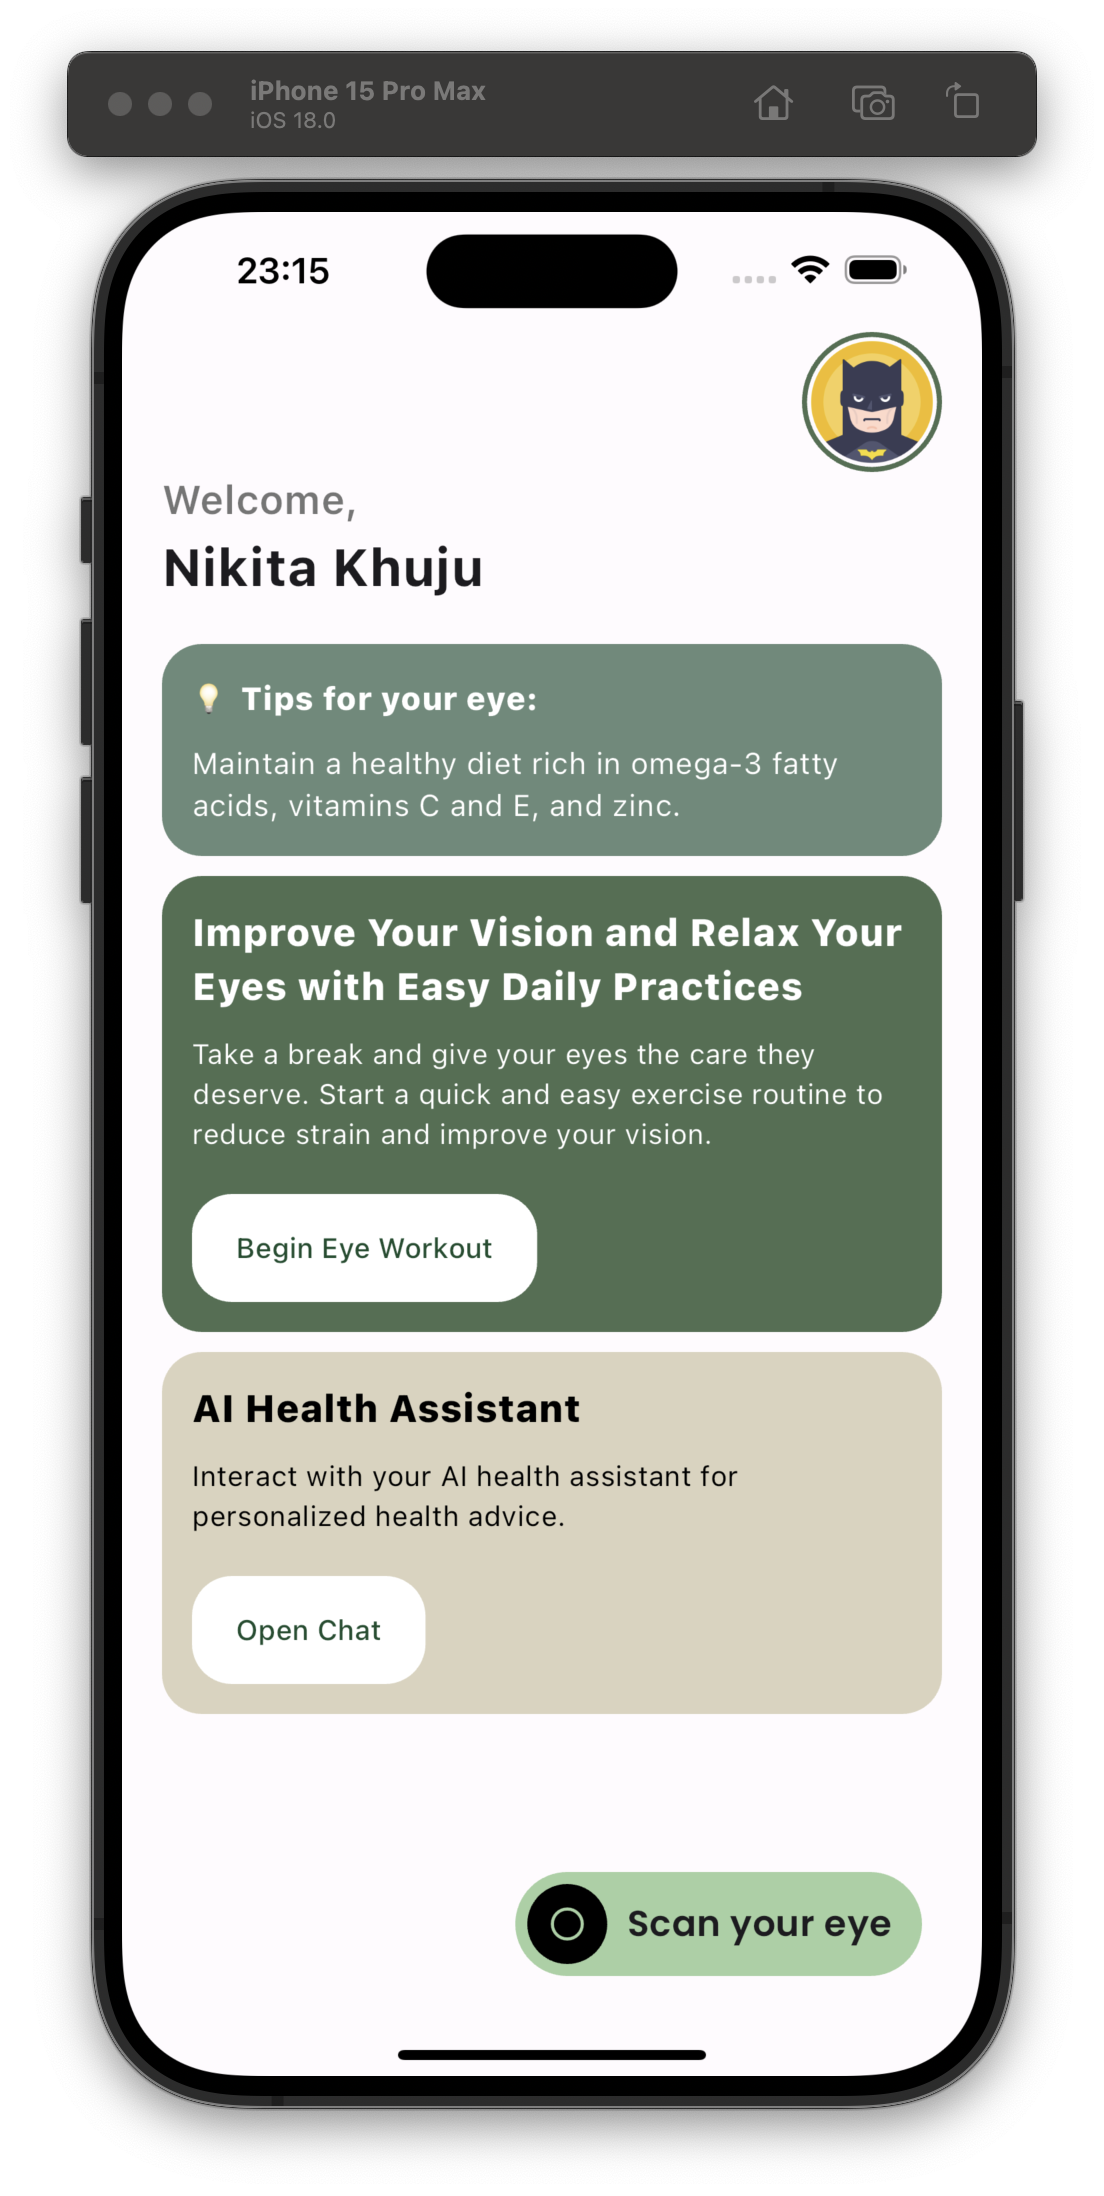 iPhone 15 Pro Max
iOS 18.0
23:15
Welcome,
Nikita Khuju
💡 Tips for your eye:
Maintain a healthy diet rich in omega-3 fatty
acids, vitamins C and E, and zinc.
Improve Your Vision and Relax Your
Eyes with Easy Daily Practices
Take a break and give your eyes the care they
deserve. Start a quick and easy exercise routine to
reduce strain and improve your vision.
Begin Eye Workout
AI Health Assistant
Interact with your AI health assistant for
personalized health advice.
Open Chat
Scan your eye